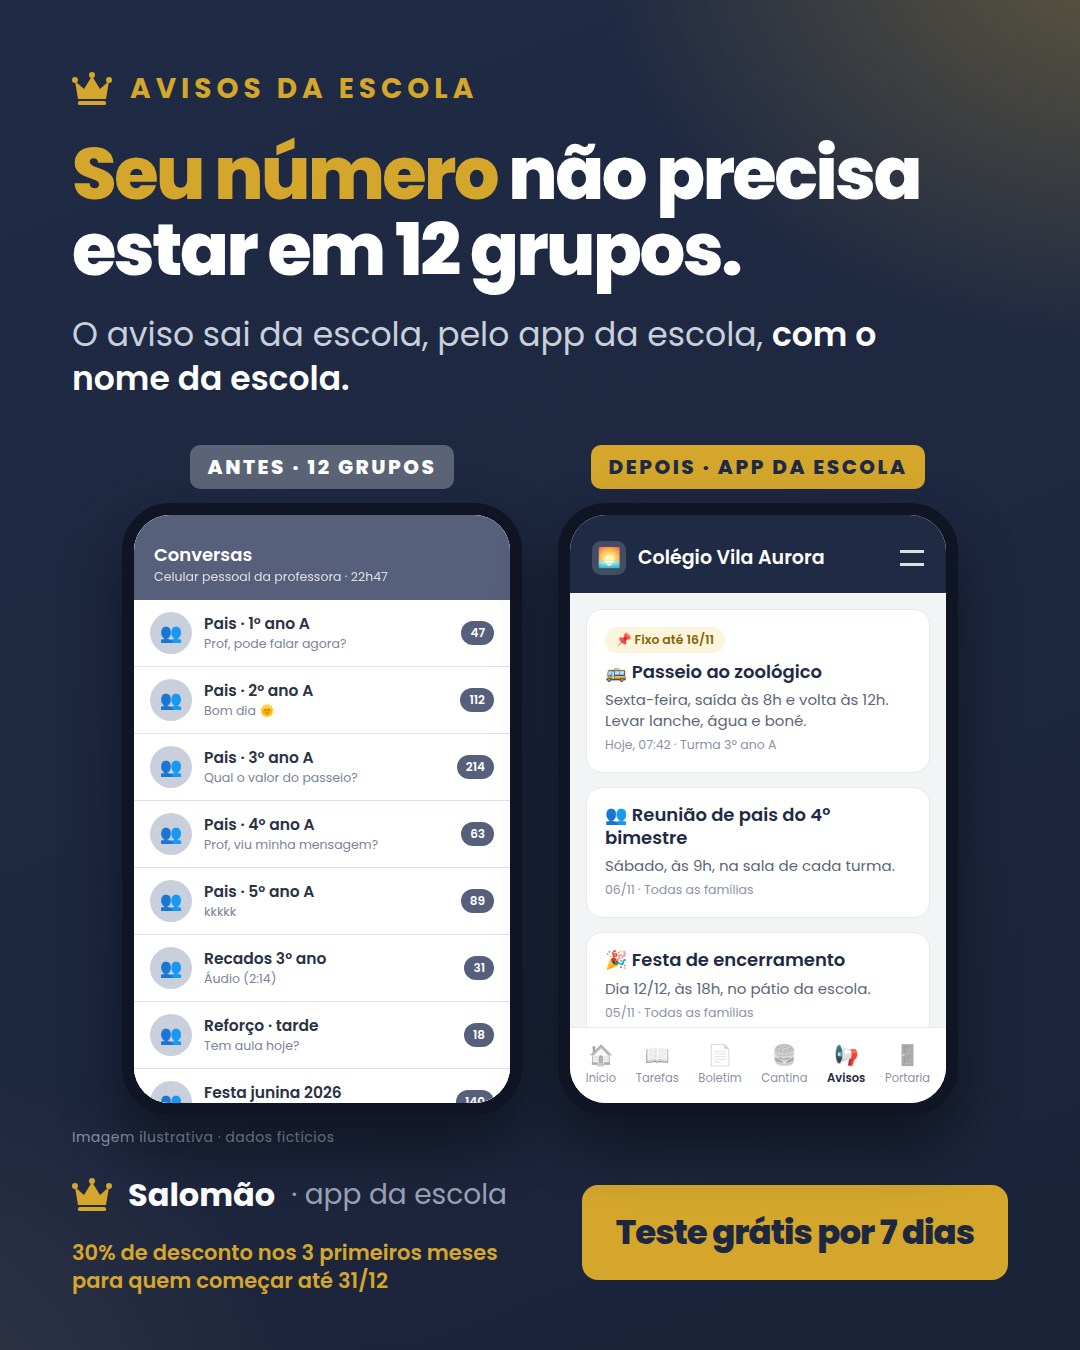 AVISOS DA ESCOLA
Seu número não precisa
estar em 12 grupos.
O aviso sai da escola, pelo app da escola, com o
nome da escola.
ANTES · 12 GRUPOS
Conversas
Celular pessoal da professora · 22h47
Pais · 1º ano A
Prof, pode falar agora?
47
Pais · 2º ano A
Bom dia 🌞
112
Pais · 3º ano A
Qual o valor do passeio?
214
Pais · 4º ano A
Prof, viu minha mensagem?
63
Pais · 5º ano A
kkkkk
89
Recados 3º ano
Áudio (2:14)
31
Reforço · tarde
Tem aula hoje?
18
Festa junina 2026
140
DEPOIS · APP DA ESCOLA
Colégio Vila Aurora
📌 Fixo até 16/11
🚌 Passeio ao zoológico
Sexta-feira, saída às 8h e volta às 12h.
Levar lanche, água e boné.
Hoje, 07:42 · Turma 3º ano A
👥 Reunião de pais do 4º
bimestre
Sábado, às 9h, na sala de cada turma.
06/11 · Todas as famílias
🎉 Festa de encerramento
Dia 12/12, às 18h, no pátio da escola.
05/11 · Todas as famílias
Início Tarefas Boletim Cantina Avisos Portaria
Imagem ilustrativa · dados fictícios
Salomão · app da escola
30% de desconto nos 3 primeiros meses
para quem começar até 31/12
Teste grátis por 7 dias